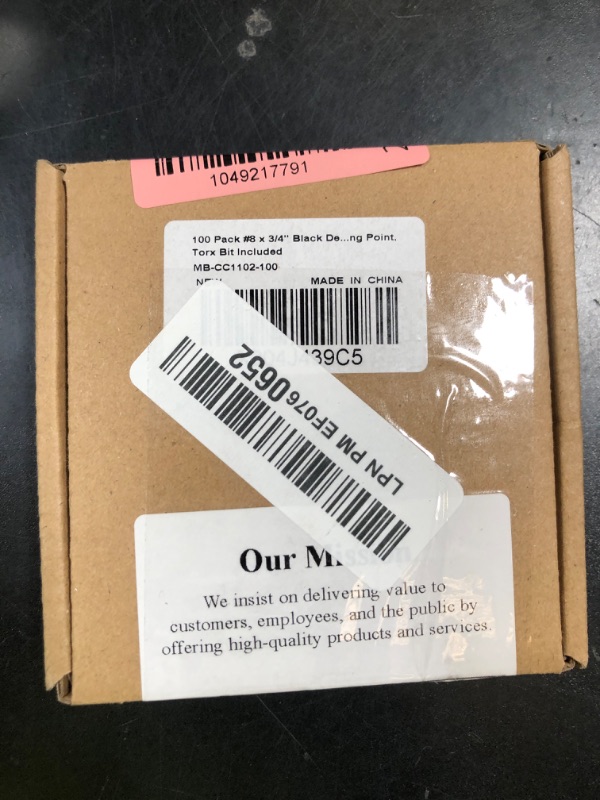 1049217791
100 Pack #8 x 3/4" Black De...ng Point,
Torx Bit Included
MB-CC1102-100
MADE IN CHINA
LPN PM EF0760652
Our
We insist on delivering value to
customers, employees, and the public by
offering high-quality products and services.